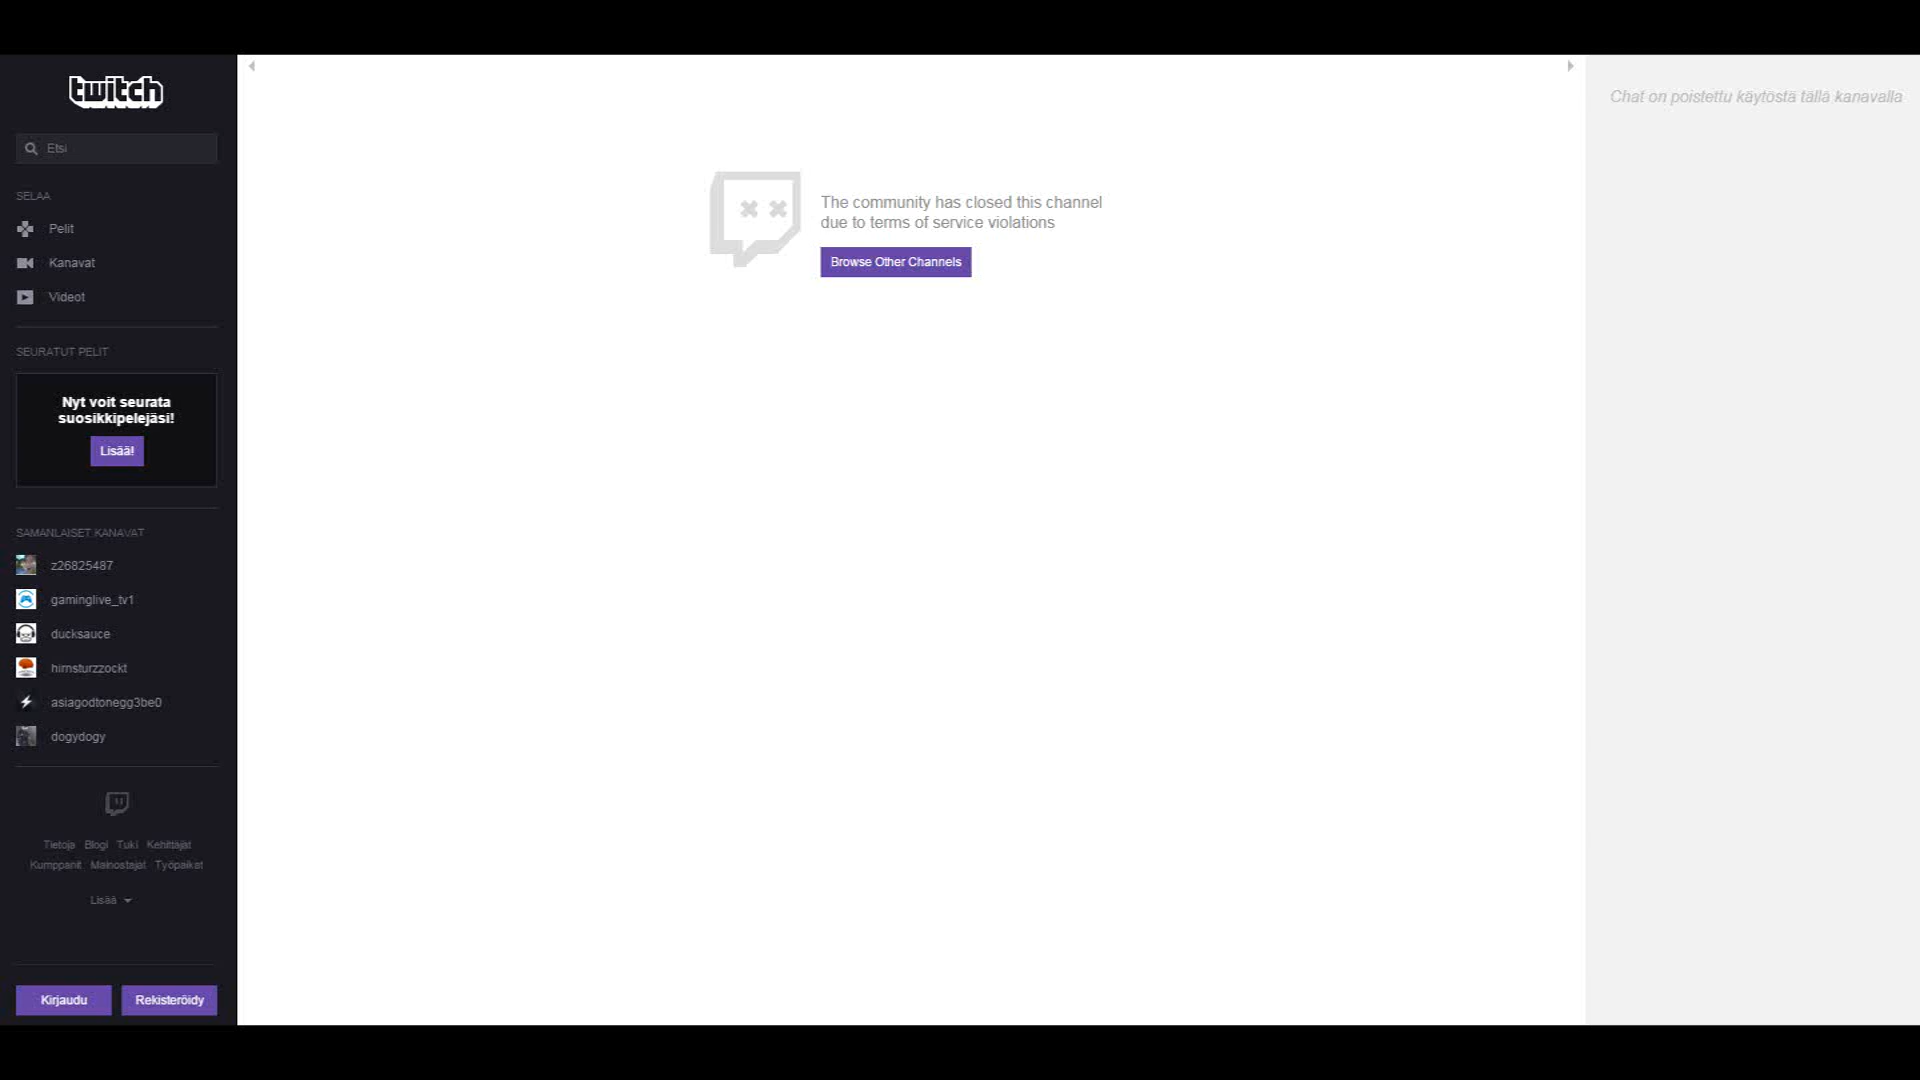 twitch
Etsi
SELAA
Pelit
Kanavat
Videot
SEURATUT PELIT
Nyt voit seurata
suosikkipelejäsi!
Lisää!
SAMANLAISET KANAVAT
z26825487
gaminglive_tv1
ducksauce
hirnsturzzockt
asiagodtonegg3be0
dogydogy
Tietoja Blogi Tuki Kehittäjät
Kumppanit Mainostajat Työpaikat
Lisää
Kirjaudu Rekisteröidy
The community has closed this channel
due to terms of service violations
Browse Other Channels
Chat on poistettu käytöstä tällä kanavalla